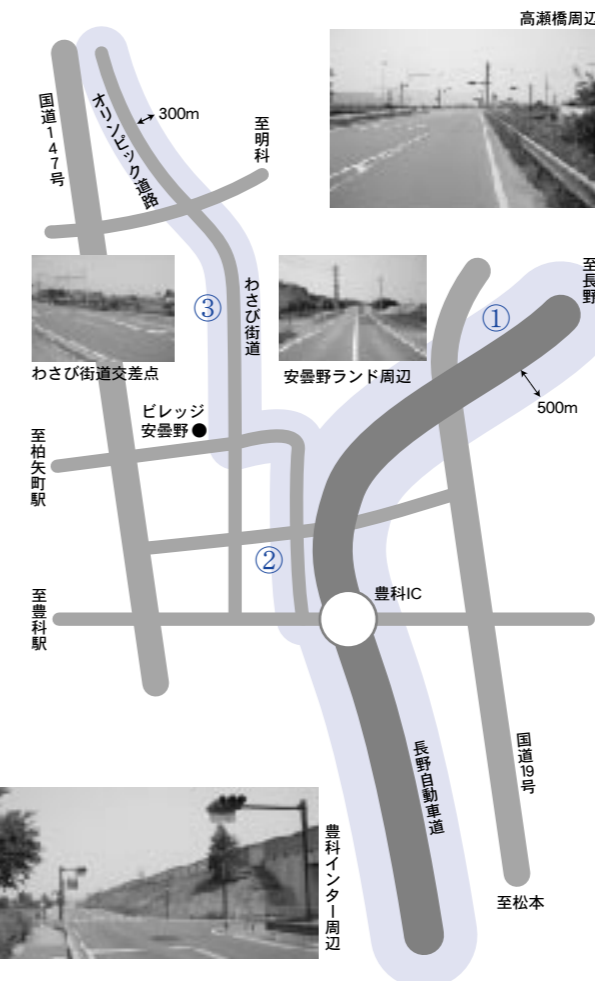 高瀬橋周辺
国道147号
オリンピック道路
300m
至明科
わさび街道
③
①
至長野
わさび街道交差点
安曇野ランド周辺
500m
ビレッジ
安曇野
至柏矢町駅
②
豊科IC
至豊科駅
長野自動車道
国道19号
豊科インター周辺
至松本